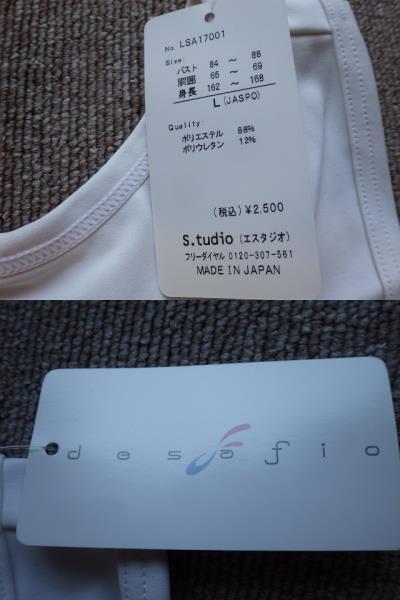 No. LSA17001
Size:
バスト 84 ～ 88
胴囲 65 ～ 69
身長 162 ～ 168
L (JASPO)
Quality:
ポリエステル 88%
ポリウレタン 12%
(税込) ¥2.500
S.tudio (エスタジオ)
フリーダイヤル 0120-307-561
MADE IN JAPAN
desafio